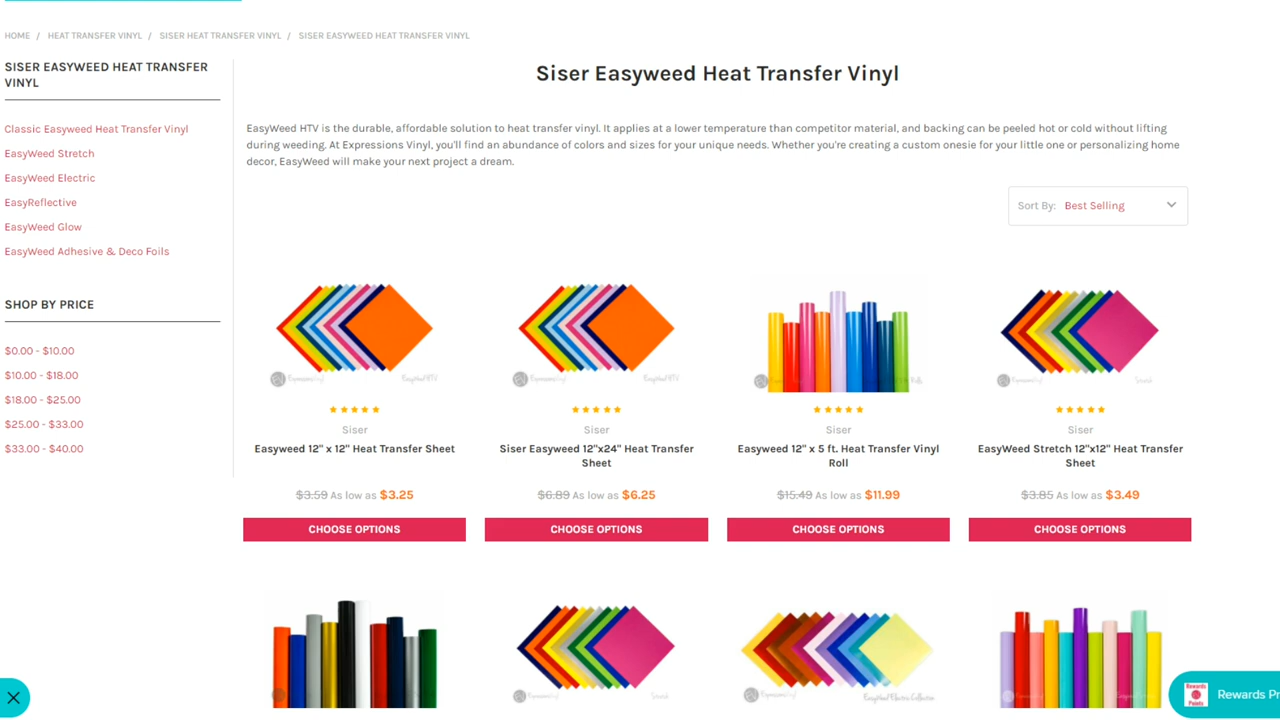 HOME / HEAT TRANSFER VINYL / SISER HEAT TRANSFER VINYL / SISER EASYWEED HEAT TRANSFER VINYL
SISER EASYWEED HEAT TRANSFER
VINYL
Classic Easyweed Heat Transfer Vinyl
EasyWeed Stretch
EasyWeed Electric
EasyReflective
EasyWeed Glow
EasyWeed Adhesive & Deco Foils
SHOP BY PRICE
$0.00 - $10.00
$10.00 - $18.00
$18.00 - $25.00
$25.00 - $33.00
$33.00 - $40.00
Siser Easyweed Heat Transfer Vinyl
EasyWeed HTV is the durable, affordable solution to heat transfer vinyl. It applies at a lower temperature than competitor material, and backing can be peeled hot or cold without lifting
during weeding. At Expressions Vinyl, you'll find an abundance of colors and sizes for your unique needs. Whether you're creating a custom onesie for your little one or personalizing home
decor, EasyWeed will make your next project a dream.
Sort By: Best Selling
Siser
Easyweed 12" x 12" Heat Transfer Sheet
$3.59 As low as $3.25
CHOOSE OPTIONS
Siser
Siser Easyweed 12"x24" Heat Transfer
Sheet
$6.89 As low as $6.25
CHOOSE OPTIONS
Siser
Easyweed 12" x 5 ft. Heat Transfer Vinyl
Roll
$15.49 As low as $11.99
CHOOSE OPTIONS
Siser
EasyWeed Stretch 12"x12" Heat Transfer
Sheet
$3.85 As low as $3.49
CHOOSE OPTIONS
Rewards
Points
Rewards Pr